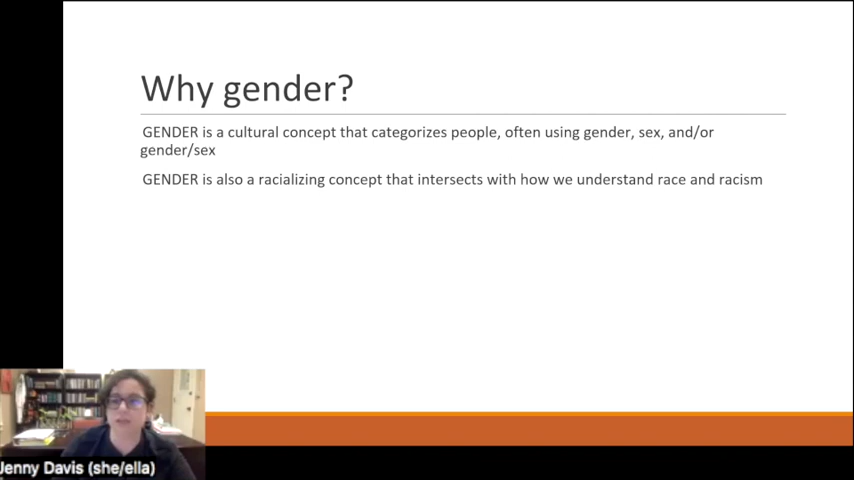 Why gender?
GENDER is a cultural concept that categorizes people, often using gender, sex, and/or
gender/sex
GENDER is also a racializing concept that intersects with how we understand race and racism
Jenny Davis (she/ella)